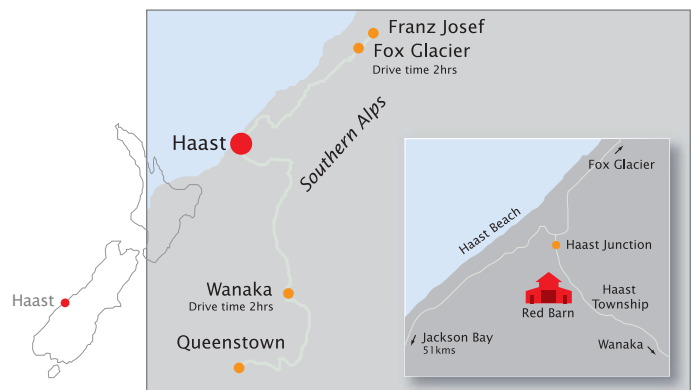 Franz Josef
Fox Glacier
Drive time 2hrs
Haast
Southern Alps
Wanaka
Drive time 2hrs
Queenstown
Haast
Fox Glacier
Haast Beach
Haast Junction
Haast
Township
Red Barn
Jackson Bay
51kms
Wanaka